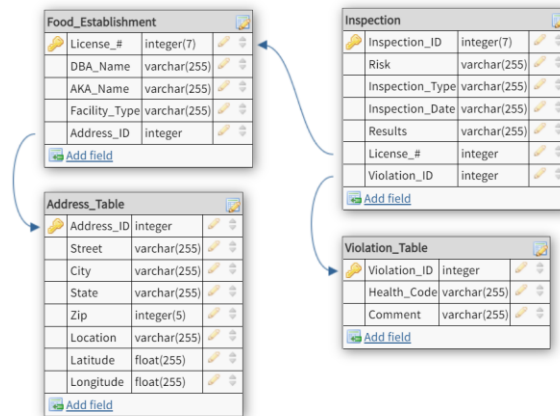 Food_Establishment
License_# integer(7)
DBA_Name varchar(255)
AKA_Name varchar(255)
Facility_Type varchar(255)
Address_ID integer
Add field
Address_Table
Address_ID integer
Street varchar(255)
City varchar(255)
State varchar(255)
Zip integer(5)
Location varchar(255)
Latitude float(255)
Longitude float(255)
Add field
Inspection
Inspection_ID integer(7)
Risk varchar(255)
Inspection_Type varchar(255)
Inspection_Date varchar(255)
Results varchar(255)
License_# integer
Violation_ID integer
Add field
Violation_Table
Violation_ID integer
Health_Code varchar(255)
Comment varchar(255)
Add field